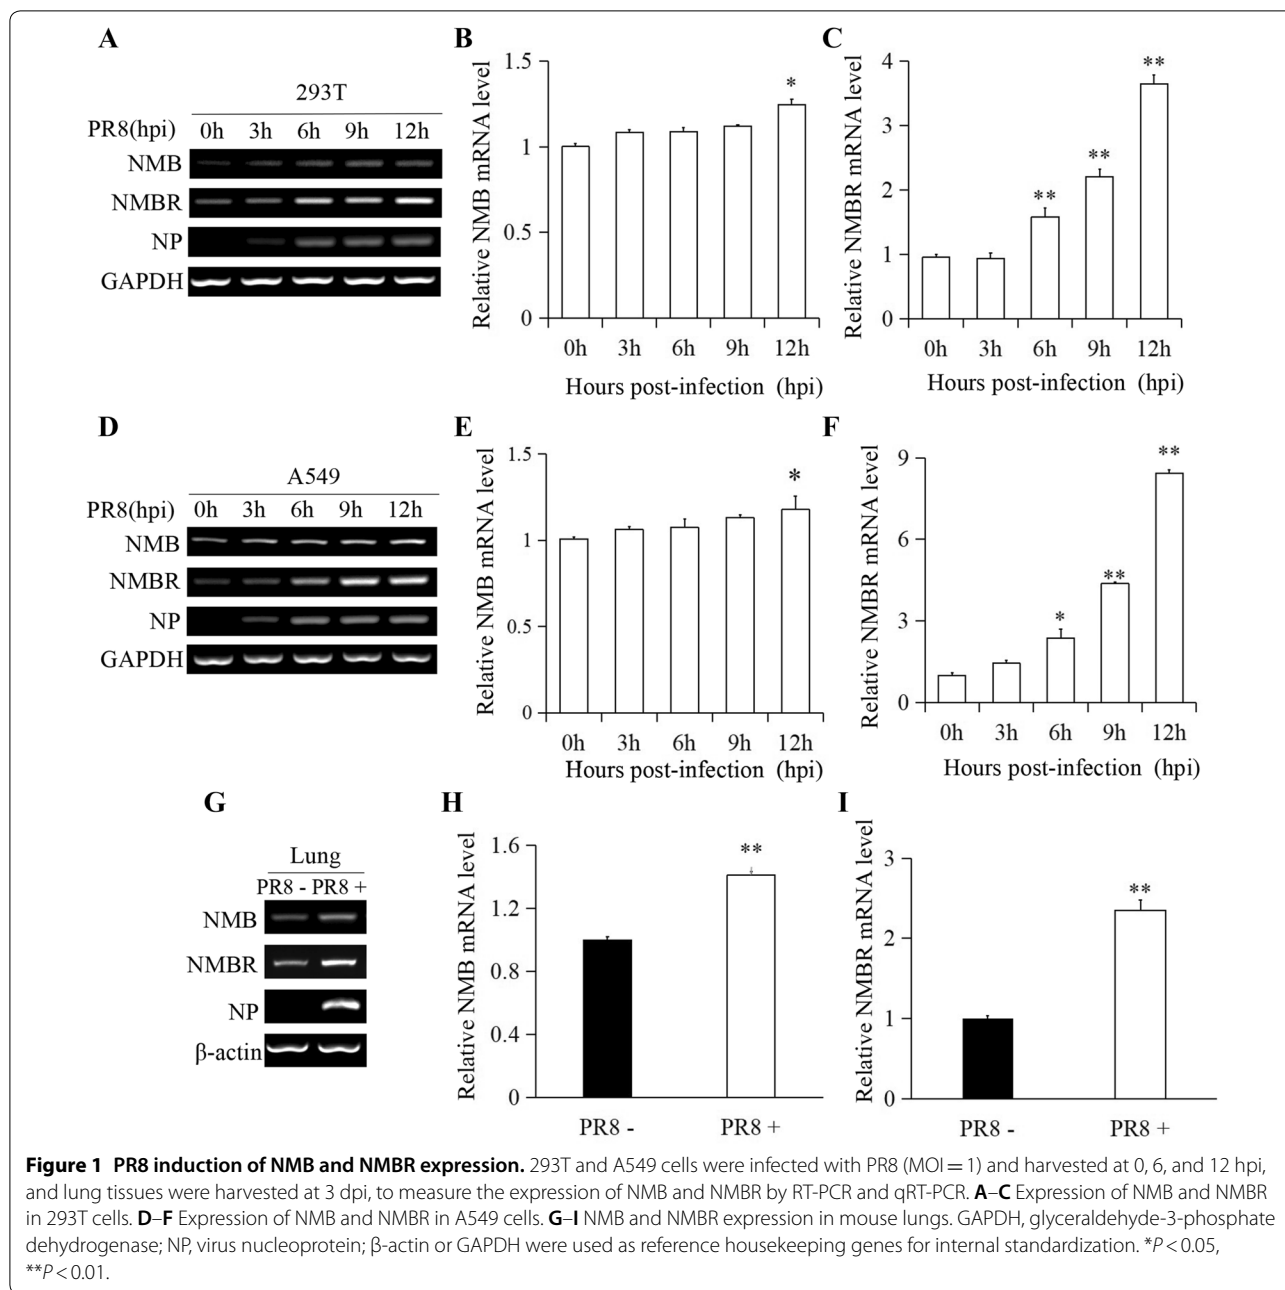 A
293T
PR8(hpi) 0h 3h 6h 9h 12h
NMB
NMBR
NP
GAPDH
B
Relative NMB mRNA level
1.5
1
0.5
0
*
0h 3h 6h 9h 12h
Hours post-infection (hpi)
C
Relative NMBR mRNA level
4
3
2
1
0
** ** **
0h 3h 6h 9h 12h
Hours post-infection (hpi)
D
A549
PR8(hpi) 0h 3h 6h 9h 12h
NMB
NMBR
NP
GAPDH
E
Relative NMB mRNA level
1.5
1
0.5
0
*
0h 3h 6h 9h 12h
Hours post-infection (hpi)
F
Relative NMBR mRNA level
9
6
3
0
* ** **
0h 3h 6h 9h 12h
Hours post-infection (hpi)
G
Lung
PR8 - PR8 +
NMB
NMBR
NP
β-actin
H
Relative NMB mRNA level
1.6
1.2
0.8
0.4
0
**
PR8 - PR8 +
I
Relative NMBR mRNA level
3
2
1
0
**
PR8 - PR8 +
Figure 1 PR8 induction of NMB and NMBR expression. 293T and A549 cells were infected with PR8 (MOI = 1) and harvested at 0, 6, and 12 hpi,
and lung tissues were harvested at 3 dpi, to measure the expression of NMB and NMBR by RT-PCR and qRT-PCR. A–C Expression of NMB and NMBR
in 293T cells. D–F Expression of NMB and NMBR in A549 cells. G–I NMB and NMBR expression in mouse lungs. GAPDH, glyceraldehyde-3-phosphate
dehydrogenase; NP, virus nucleoprotein; β-actin or GAPDH were used as reference housekeeping genes for internal standardization. *P < 0.05,
**P < 0.01.